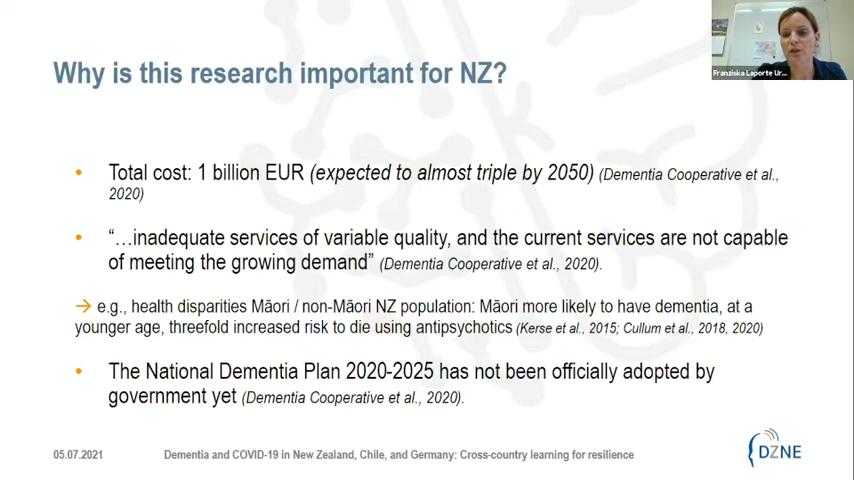 Franziska Laporte Ur...
Why is this research important for NZ?
• Total cost: 1 billion EUR (expected to almost triple by 2050) (Dementia Cooperative et al.,
2020)
• “…inadequate services of variable quality, and the current services are not capable
of meeting the growing demand” (Dementia Cooperative et al., 2020).
→ e.g., health disparities Māori / non-Māori NZ population: Māori more likely to have dementia, at a
younger age, threefold increased risk to die using antipsychotics (Kerse et al., 2015; Cullum et al., 2018, 2020)
• The National Dementia Plan 2020-2025 has not been officially adopted by
government yet (Dementia Cooperative et al., 2020).
05.07.2021
Dementia and COVID-19 in New Zealand, Chile, and Germany: Cross-country learning for resilience
DZNE